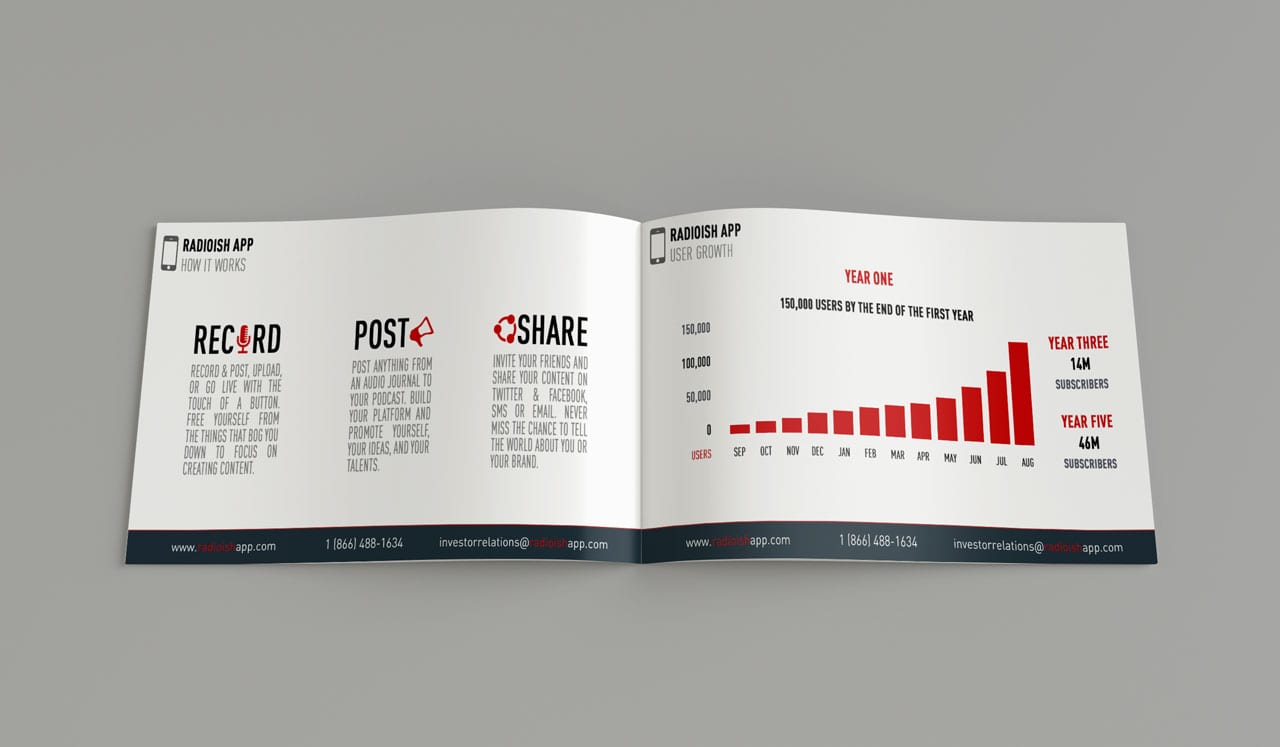 RADIOISH APP
HOW IT WORKS
RECORD
RECORD & POST, UPLOAD,
OR GO LIVE WITH THE
TOUCH OF A BUTTON.
FREE YOURSELF FROM
THE THINGS THAT BOG YOU
DOWN TO FOCUS ON
CREATING CONTENT.
POST
POST ANYTHING FROM
AN AUDIO JOURNAL TO
YOUR PODCAST. BUILD
YOUR PLATFORM AND
PROMOTE YOURSELF,
YOUR IDEAS, AND YOUR
TALENTS.
SHARE
INVITE YOUR FRIENDS AND
SHARE YOUR CONTENT ON
TWITTER & FACEBOOK,
SMS OR EMAIL. NEVER
MISS THE CHANCE TO TELL
THE WORLD ABOUT YOU OR
YOUR BRAND.
www.radioishapp.com 1 (866) 488-1634 investorrelations@radioishapp.com
RADIOISH APP
USER GROWTH
YEAR ONE
150,000 USERS BY THE END OF THE FIRST YEAR
150,000
100,000
50,000
0
USERS SEP OCT NOV DEC JAN FEB MAR APR MAY JUN JUL AUG
YEAR THREE
14M
SUBSCRIBERS
YEAR FIVE
46M
SUBSCRIBERS
www.radioishapp.com 1 (866) 488-1634 investorrelations@radioishapp.com